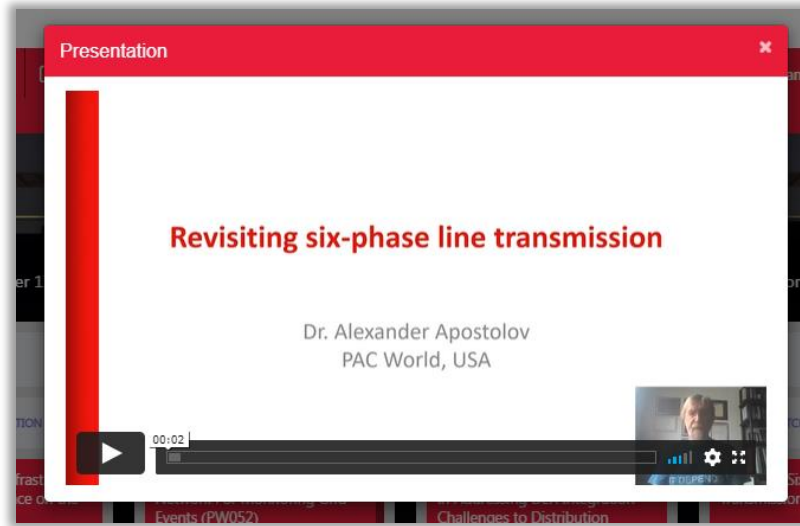 Presentation
Revisiting six-phase line transmission
Dr. Alexander Apostolov
PAC World, USA
00:02
Events (PW052)
Challenges to Distribution